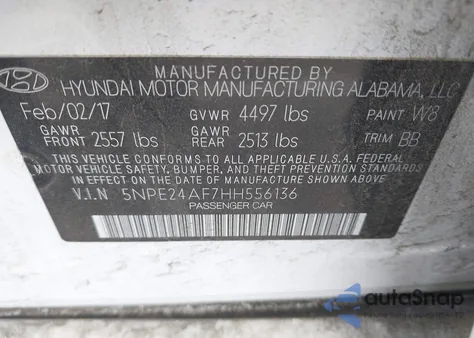 MANUFACTURED BY
HYUNDAI MOTOR MANUFACTURING ALABAMA, LLC
Feb/02/17 GVWR 4497 lbs PAINT W8
GAWR FRONT 2557 lbs GAWR REAR 2513 lbs TRIM BB
THIS VEHICLE CONFORMS TO ALL APPLICABLE U.S.A. FEDERAL
MOTOR VEHICLE SAFETY, BUMPER, AND THEFT PREVENTION STANDARDS
IN EFFECT ON THE DATE OF MANUFACTURE SHOWN ABOVE.
V.I.N 5NPE24AF7HH556136
PASSENGER CAR
autoSnap